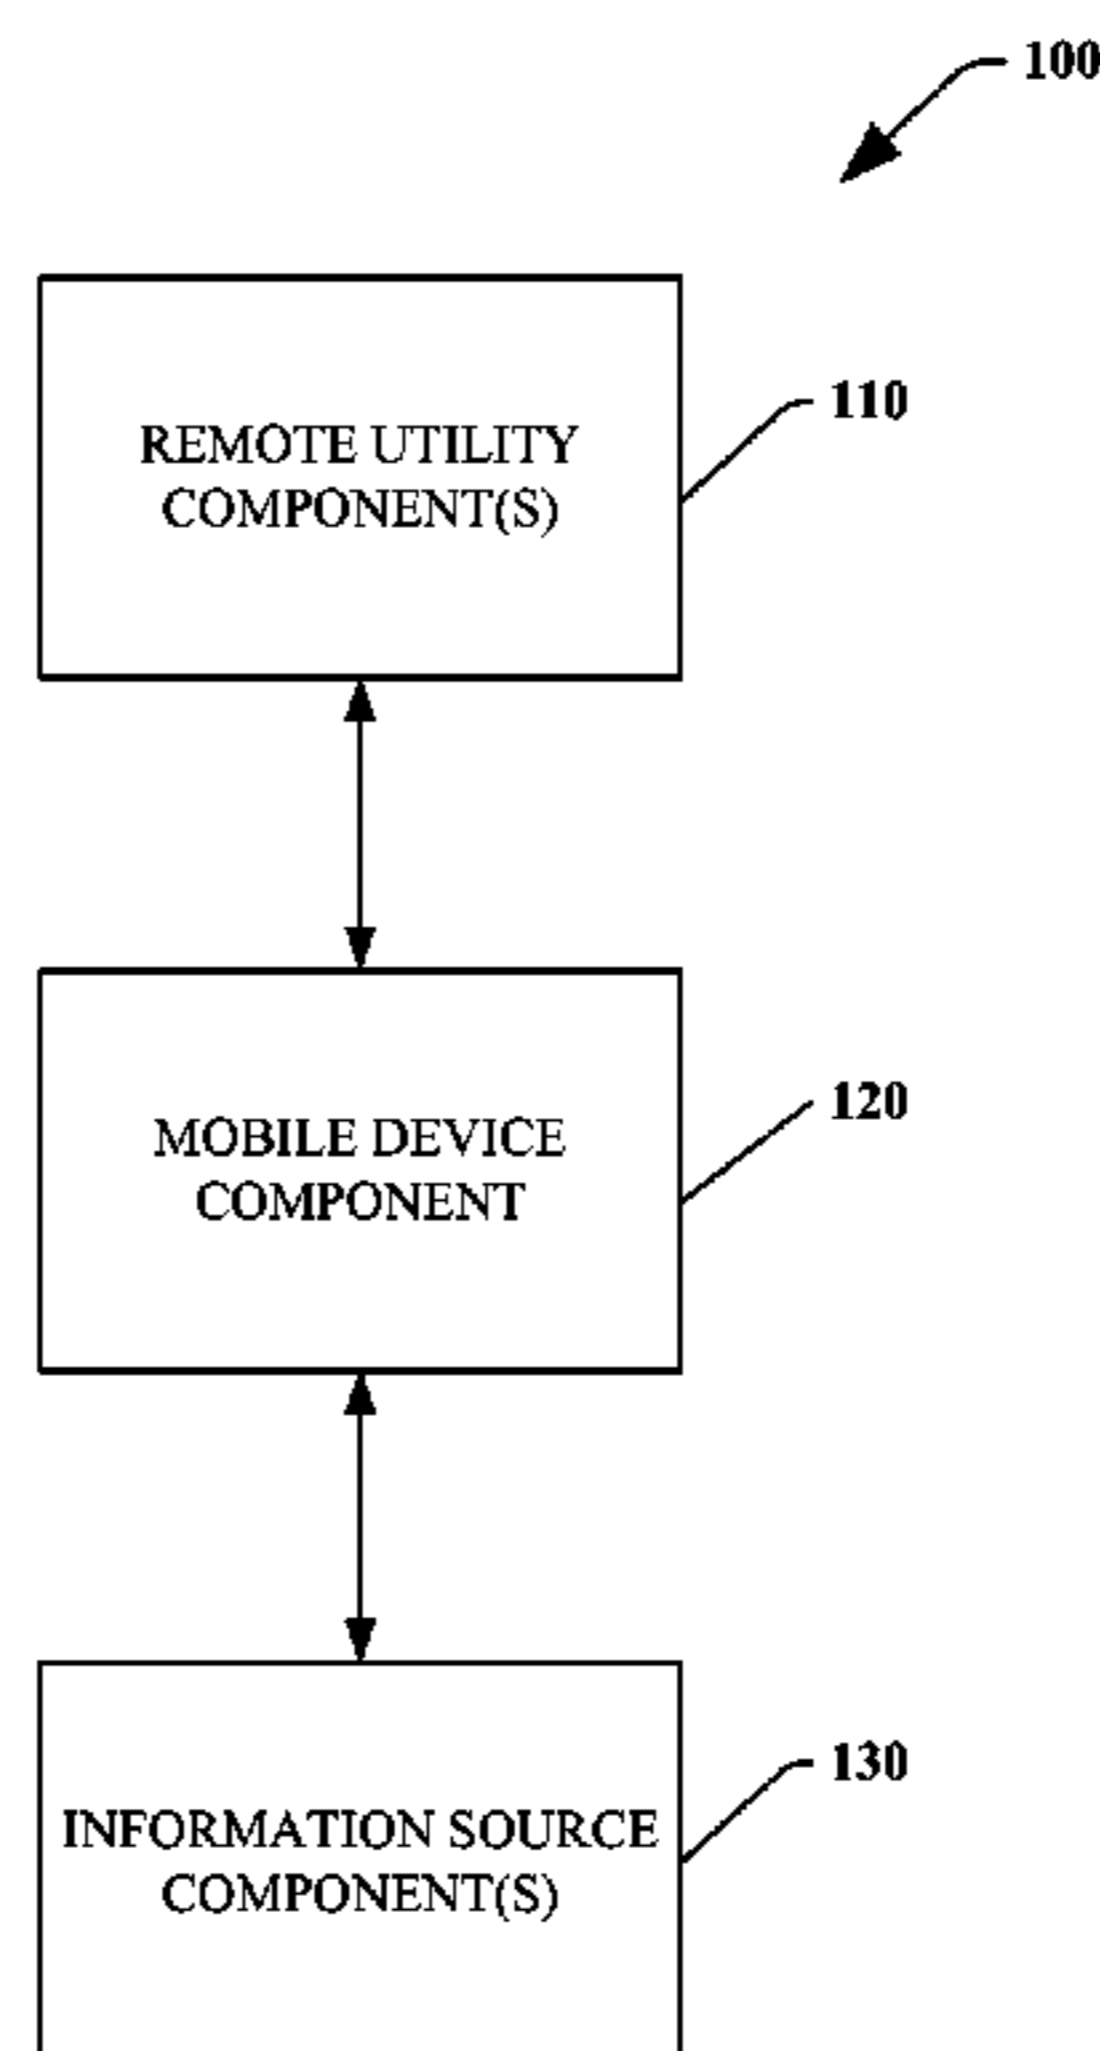 100
REMOTE UTILITY
COMPONENT(S)
110
MOBILE DEVICE
COMPONENT
120
INFORMATION SOURCE
COMPONENT(S)
130